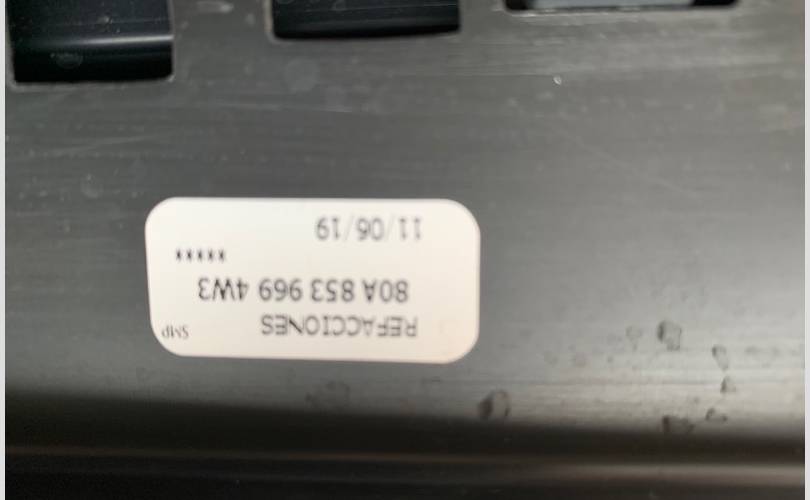 REFACCIONES SMP
80A 853 969 4W3
*****
11/06/19